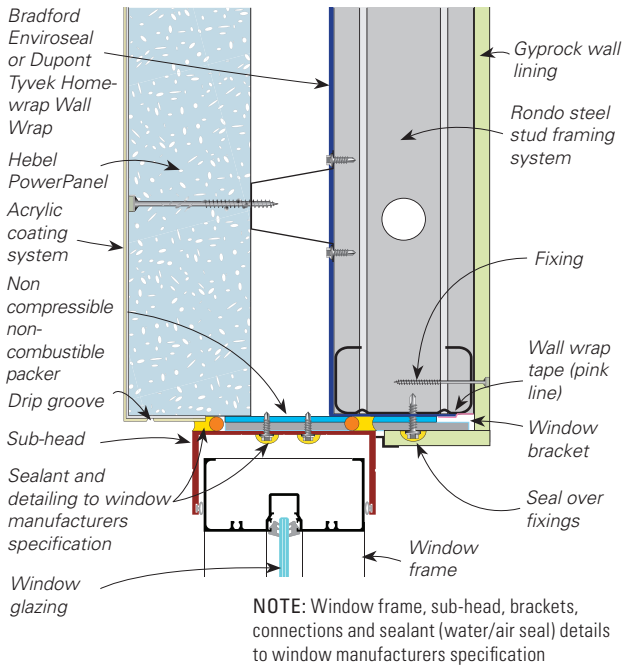 Bradford
Enviroseal
or Dupont
Tyvek Home-
wrap Wall
Wrap
Hebel
PowerPanel
Acrylic
coating
system
Non
compressible
non-
combustible
packer
Drip groove
Sub-head
Sealant and
detailing to window
manufacturers
specification
Window
glazing
Gyprock wall
lining
Rondo steel
stud framing
system
Fixing
Wall wrap
tape (pink
line)
Window
bracket
Seal over
fixings
Window
frame
NOTE: Window frame, sub-head, brackets,
connections and sealant (water/air seal) details
to window manufacturers specification